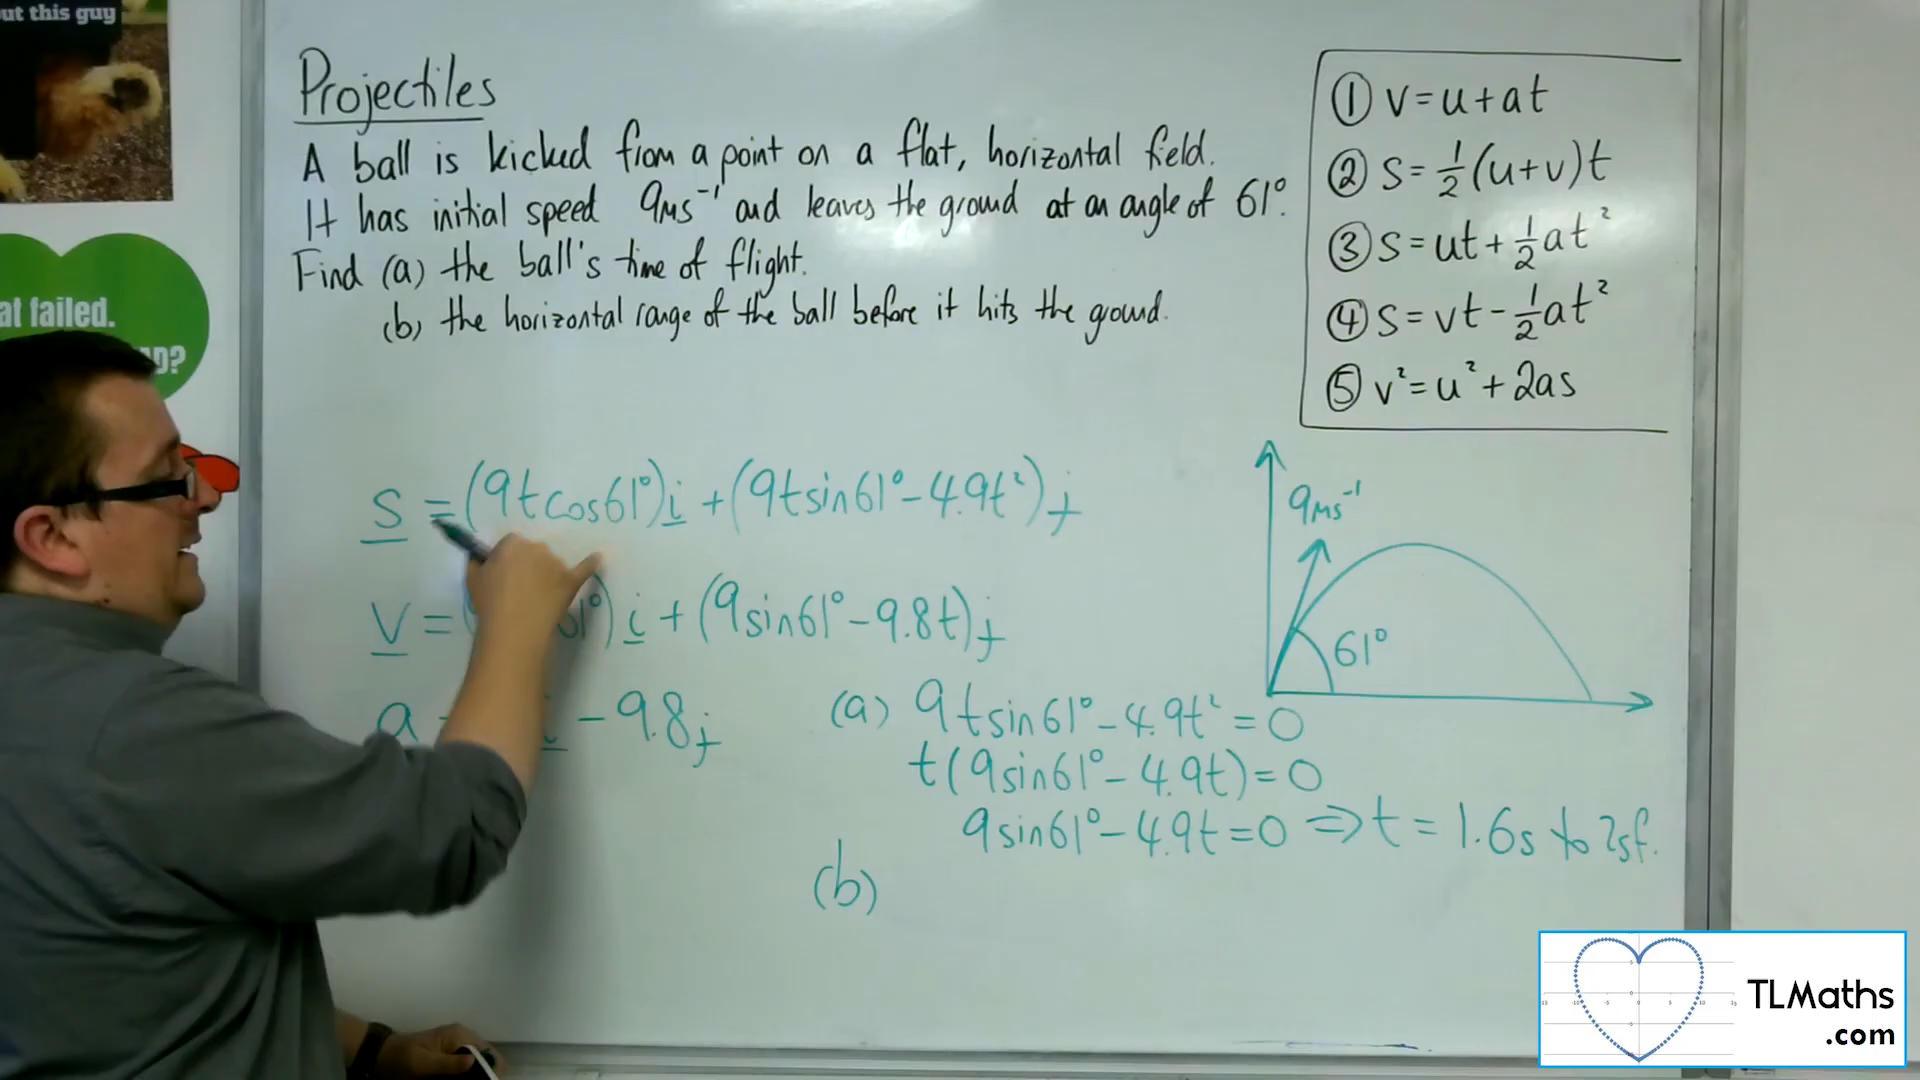 ut this guy
at failed.
?
Projectiles
A ball is kicked from a point on a flat, horizontal field.
It has initial speed 9ms⁻¹ and leaves the ground at an angle of 61°.
Find (a) the ball's time of flight.
(b) the horizontal range of the ball before it hits the ground.
① v=u+at
② s=½(u+v)t
③ s=ut+½at²
④ s=vt-½at²
⑤ v²=u²+2as
s=(9tcos61°)i+(9tsin61°-4.9t²)j
v=( 61°)i+(9sin61°-9.8t)j
a -9.8j
9ms⁻¹
61°
(a) 9tsin61°-4.9t²=0
t(9sin61°-4.9t)=0
9sin61°-4.9t=0 ⇒ t=1.6s to 2sf.
(b)
TLMaths
.com